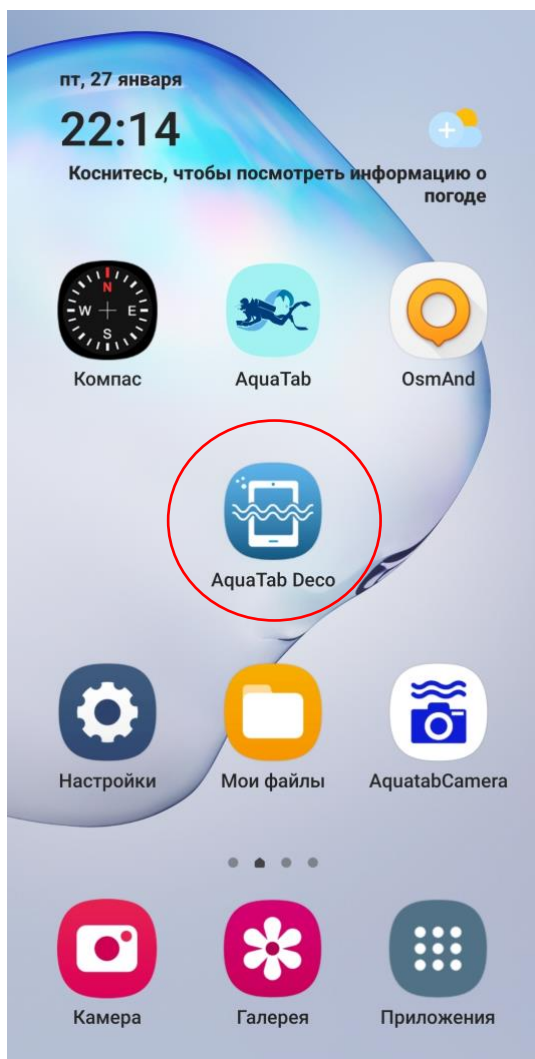 пт, 27 января
22:14
Коснитесь, чтобы посмотреть информацию о
погоде
N
W E
S
Компас AquaTab OsmAnd
AquaTab Deco
Настройки Мои файлы AquatabCamera
Камера Галерея Приложения